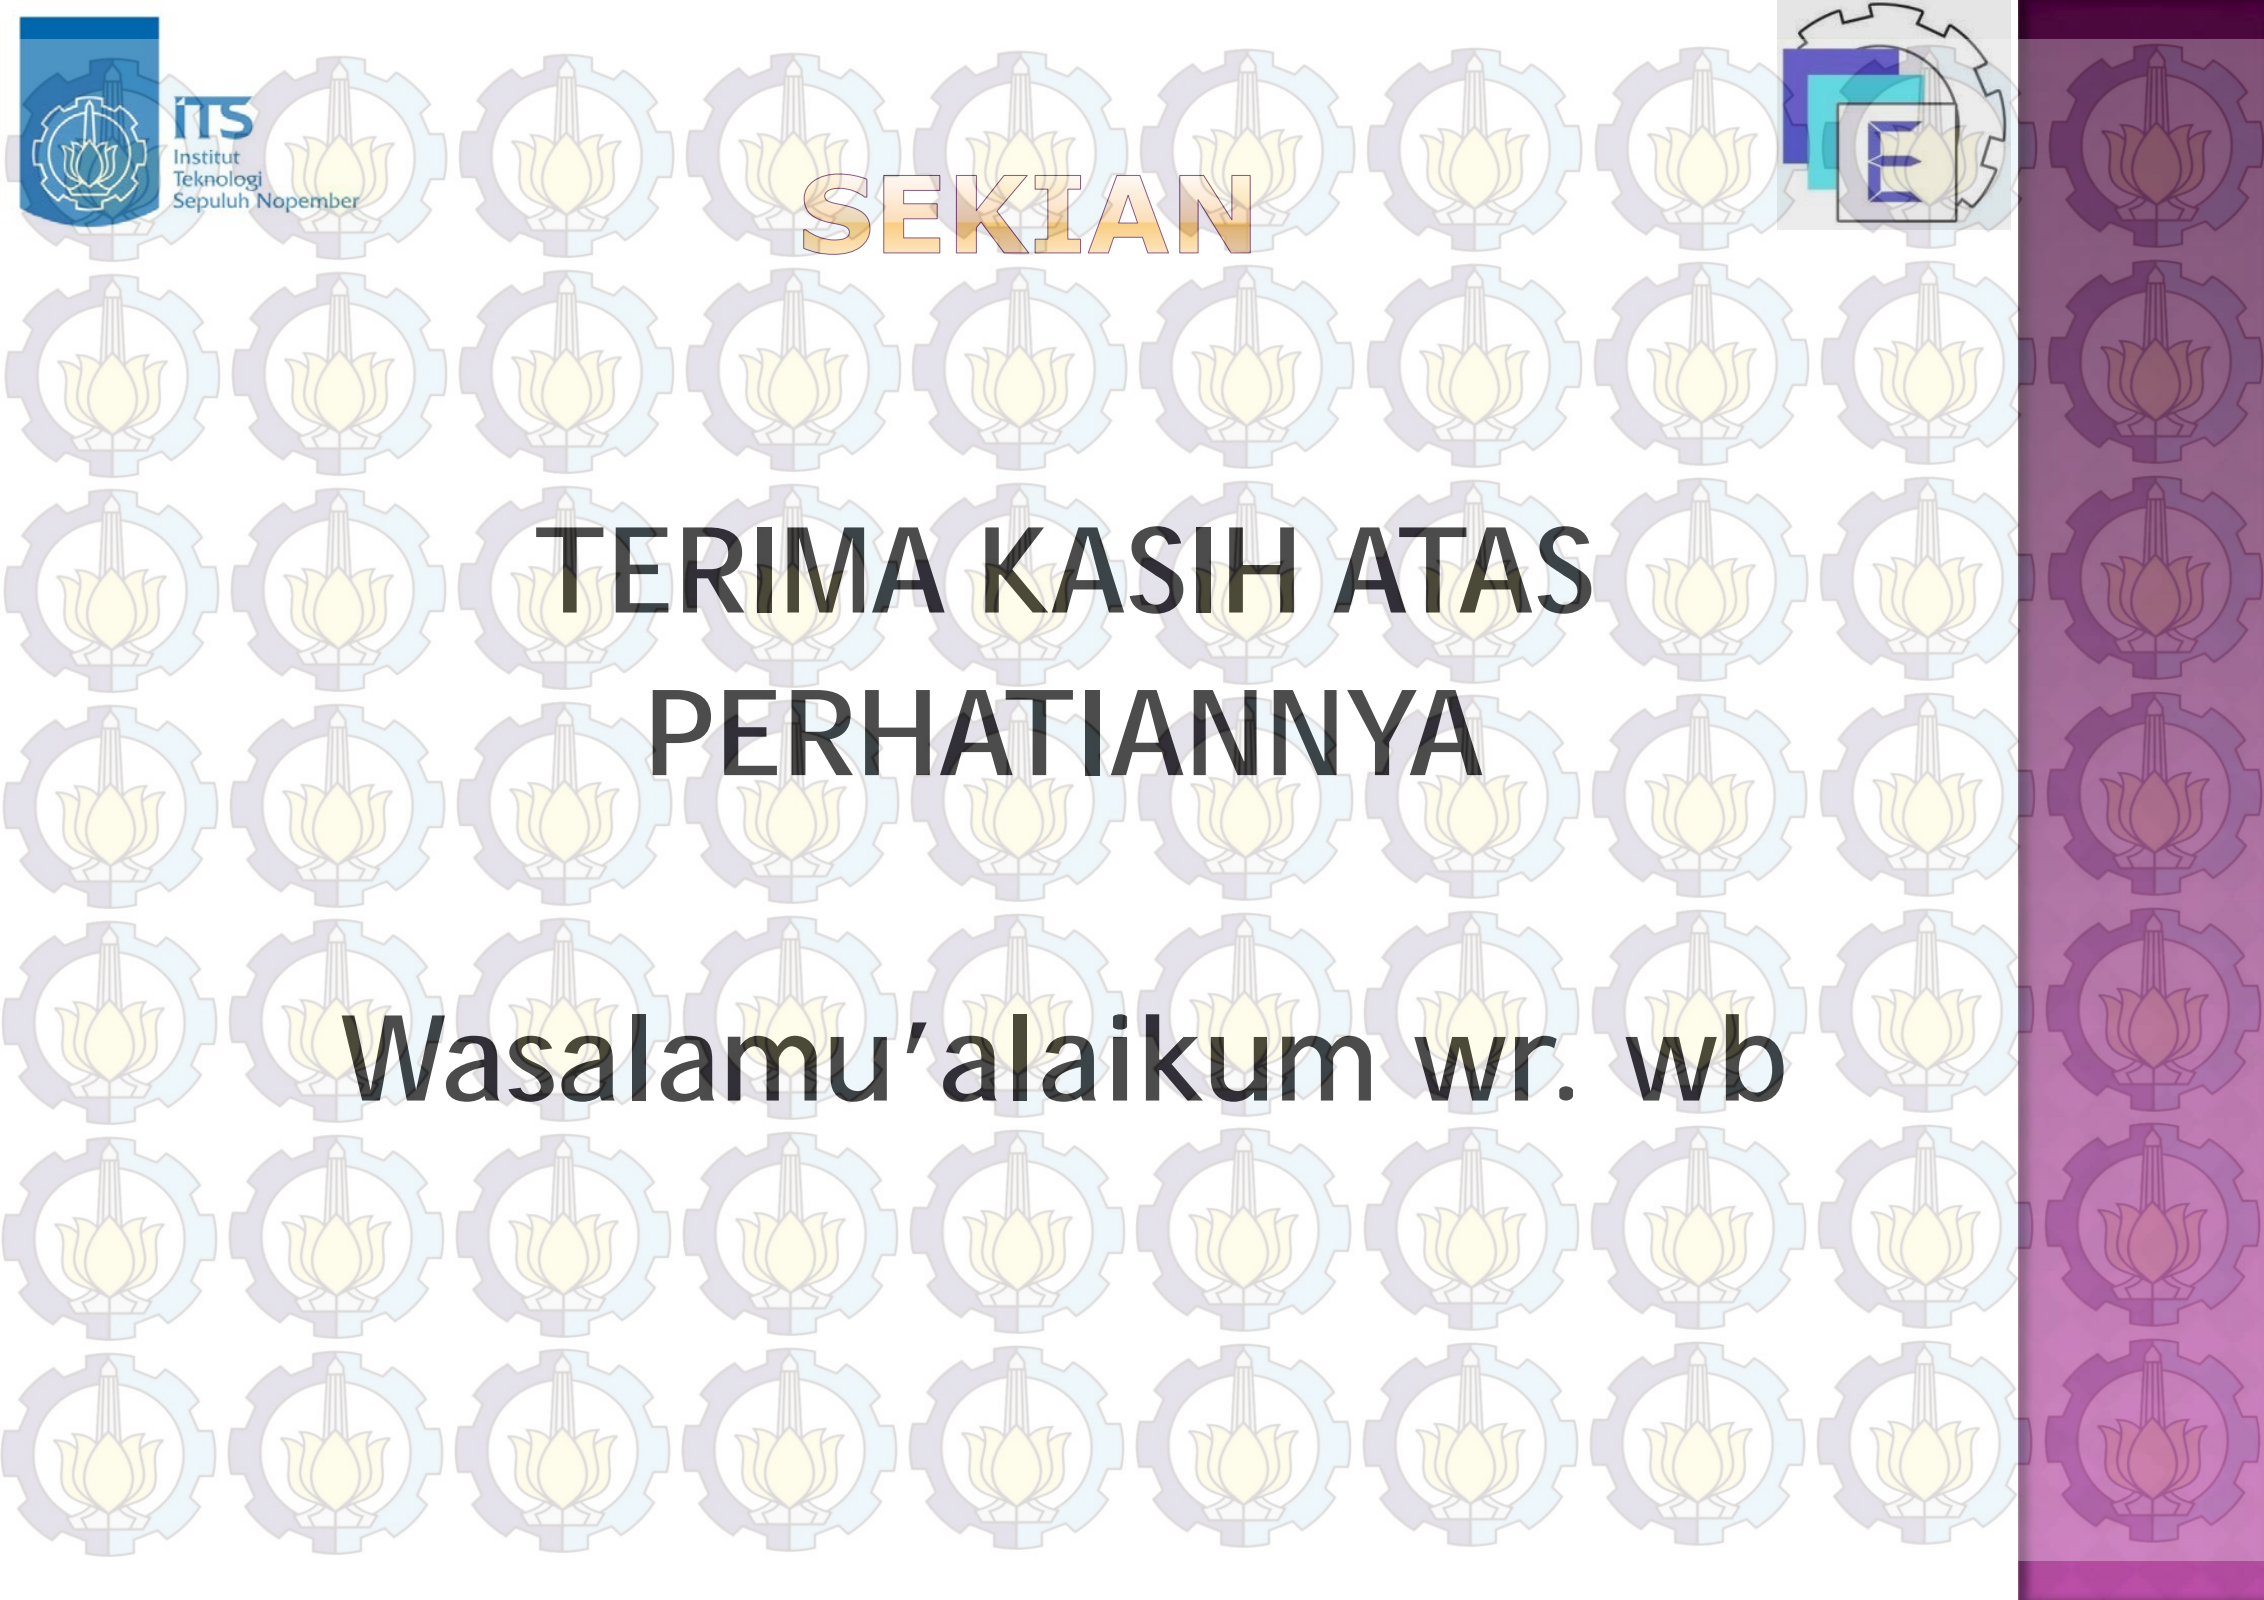 ITS
Institut
Teknologi
Sepuluh Nopember
E
SEKIAN
TERIMA KASIH ATAS
PERHATIANNYA
Wasalamu’alaikum wr. wb